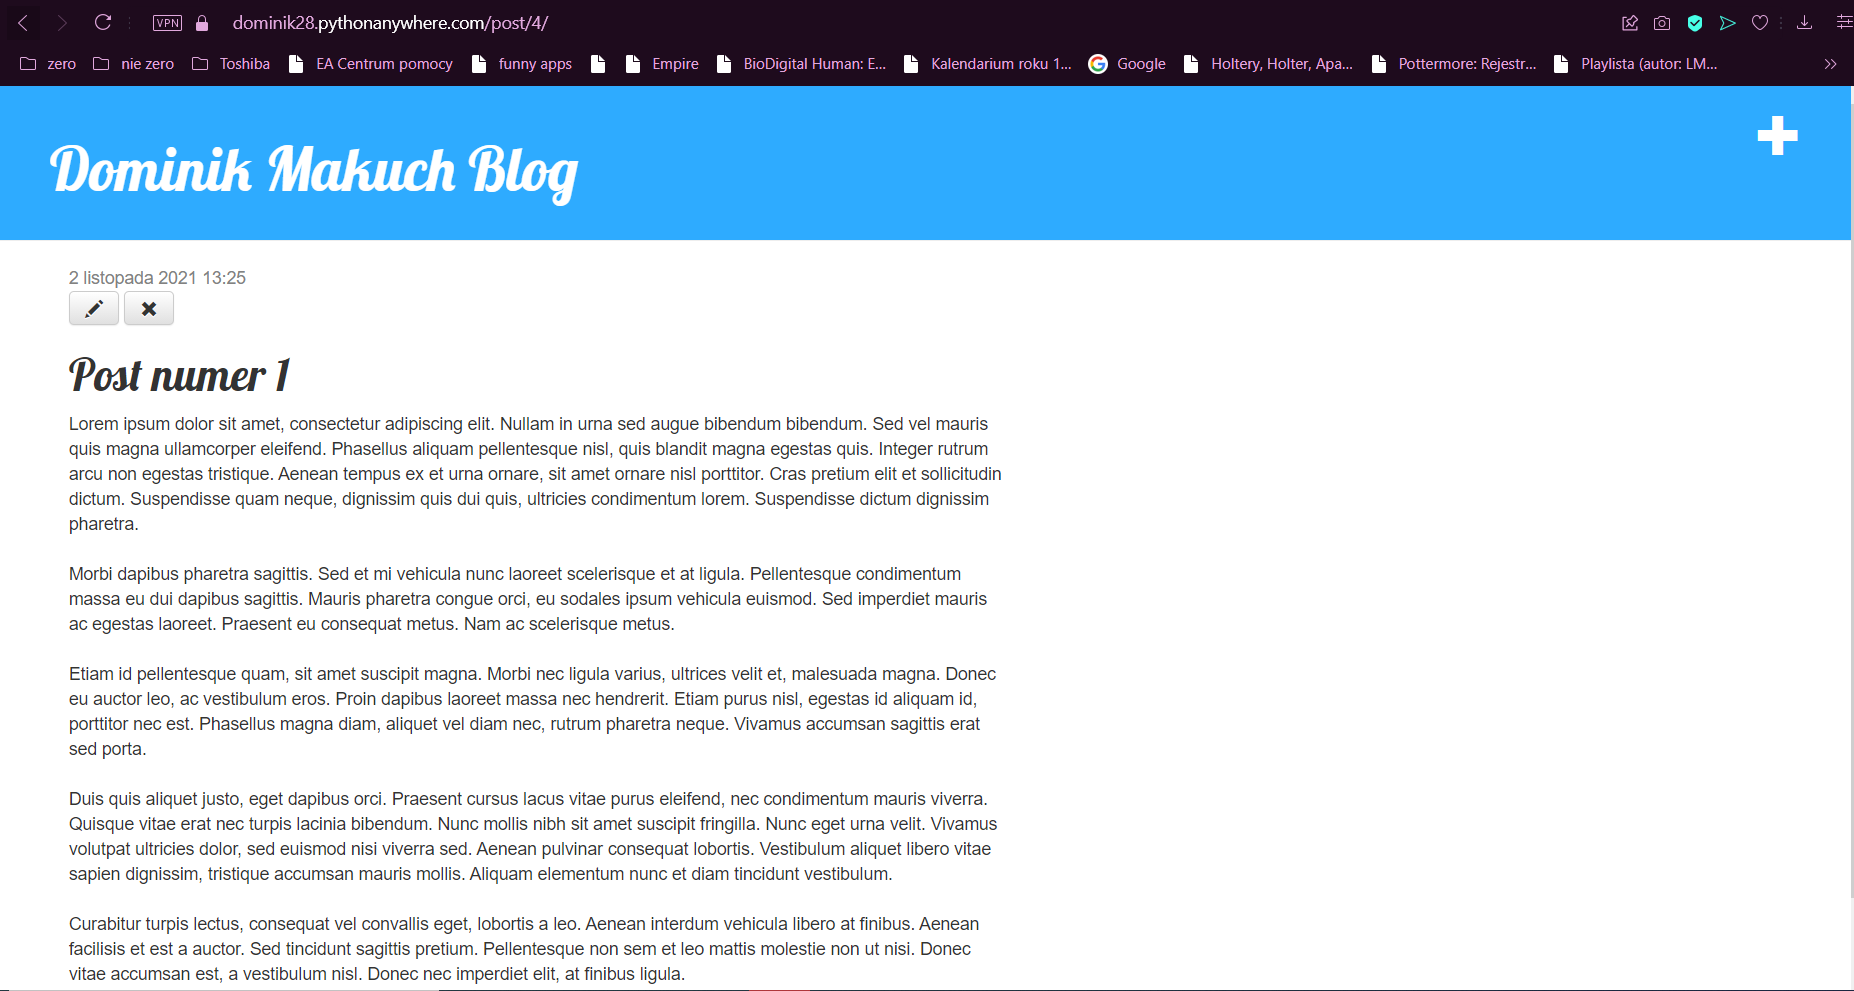 VPN dominik28.pythonanywhere.com/post/4/
zero nie zero Toshiba EA Centrum pomocy funny apps Empire BioDigital Human: E... Kalendarium roku 1... Google Holtery, Holter, Apa... Pottermore: Rejestr... Playlista (autor: LM...
Dominik Makuch Blog
2 listopada 2021 13:25
Post numer 1
Lorem ipsum dolor sit amet, consectetur adipiscing elit. Nullam in urna sed augue bibendum bibendum. Sed vel mauris
quis magna ullamcorper eleifend. Phasellus aliquam pellentesque nisl, quis blandit magna egestas quis. Integer rutrum
arcu non egestas tristique. Aenean tempus ex et urna ornare, sit amet ornare nisl porttitor. Cras pretium elit et sollicitudin
dictum. Suspendisse quam neque, dignissim quis dui quis, ultricies condimentum lorem. Suspendisse dictum dignissim
pharetra.
Morbi dapibus pharetra sagittis. Sed et mi vehicula nunc laoreet scelerisque et at ligula. Pellentesque condimentum
massa eu dui dapibus sagittis. Mauris pharetra congue orci, eu sodales ipsum vehicula euismod. Sed imperdiet mauris
ac egestas laoreet. Praesent eu consequat metus. Nam ac scelerisque metus.
Etiam id pellentesque quam, sit amet suscipit magna. Morbi nec ligula varius, ultrices velit et, malesuada magna. Donec
eu auctor leo, ac vestibulum eros. Proin dapibus laoreet massa nec hendrerit. Etiam purus nisl, egestas id aliquam id,
porttitor nec est. Phasellus magna diam, aliquet vel diam nec, rutrum pharetra neque. Vivamus accumsan sagittis erat
sed porta.
Duis quis aliquet justo, eget dapibus orci. Praesent cursus lacus vitae purus eleifend, nec condimentum mauris viverra.
Quisque vitae erat nec turpis lacinia bibendum. Nunc mollis nibh sit amet suscipit fringilla. Nunc eget urna velit. Vivamus
volutpat ultricies dolor, sed euismod nisi viverra sed. Aenean pulvinar consequat lobortis. Vestibulum aliquet libero vitae
sapien dignissim, tristique accumsan mauris mollis. Aliquam elementum nunc et diam tincidunt vestibulum.
Curabitur turpis lectus, consequat vel convallis eget, lobortis a leo. Aenean interdum vehicula libero at finibus. Aenean
facilisis et est a auctor. Sed tincidunt sagittis pretium. Pellentesque non sem et leo mattis molestie non ut nisi. Donec
vitae accumsan est, a vestibulum nisl. Donec nec imperdiet elit, at finibus ligula.